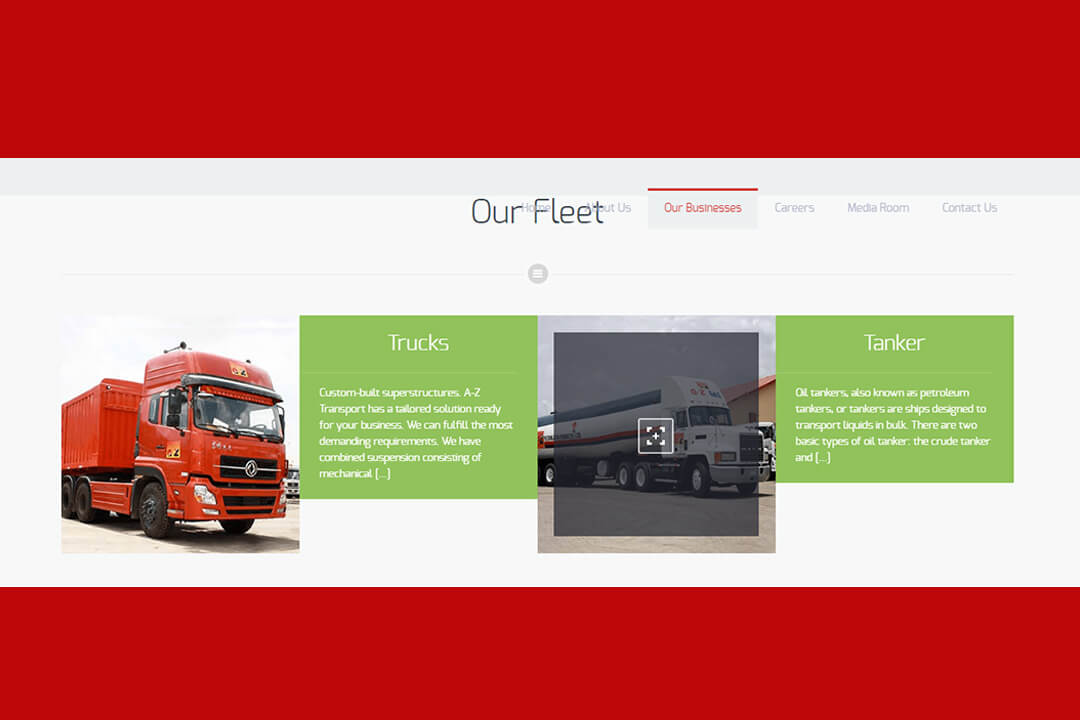 Our Fleet
Home About Us Our Businesses Careers Media Room Contact Us
Trucks
Custom-built superstructures. A-Z
Transport has a tailored solution ready
for your business. We can fulfill the most
demanding requirements. We have
combined suspension consisting of
mechanical [...]
Tanker
Oil tankers, also known as petroleum
tankers, or tankers are ships designed to
transport liquids in bulk. There are two
basic types of oil tanker: the crude tanker
and [...]
A-Z
A-Z